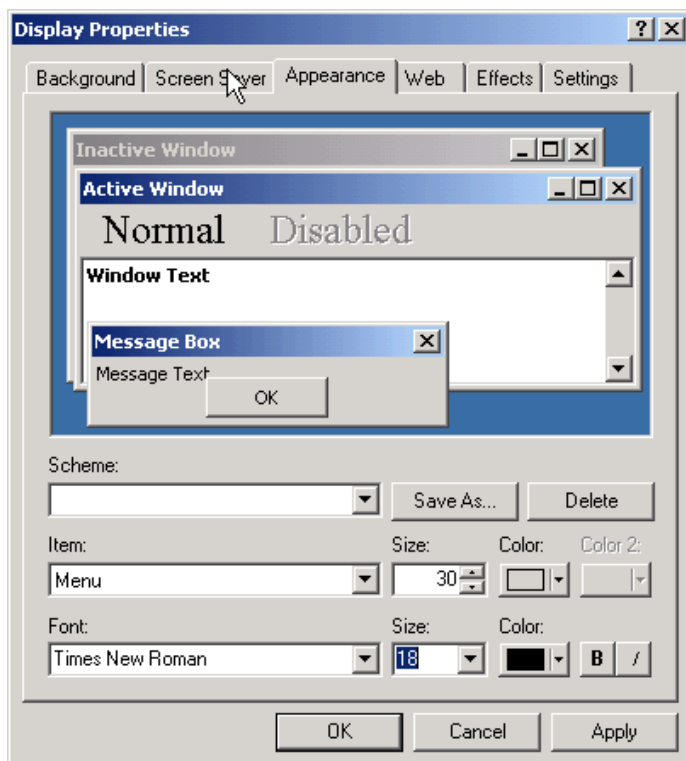 Display Properties
Background Screen Saver Appearance Web Effects Settings
Inactive Window
Active Window
Normal Disabled
Window Text
Message Box
Message Text
OK
Scheme:
Save As... Delete
Item: Size: Color: Color 2:
Menu 30
Font: Size: Color:
Times New Roman 18 B /
OK Cancel Apply